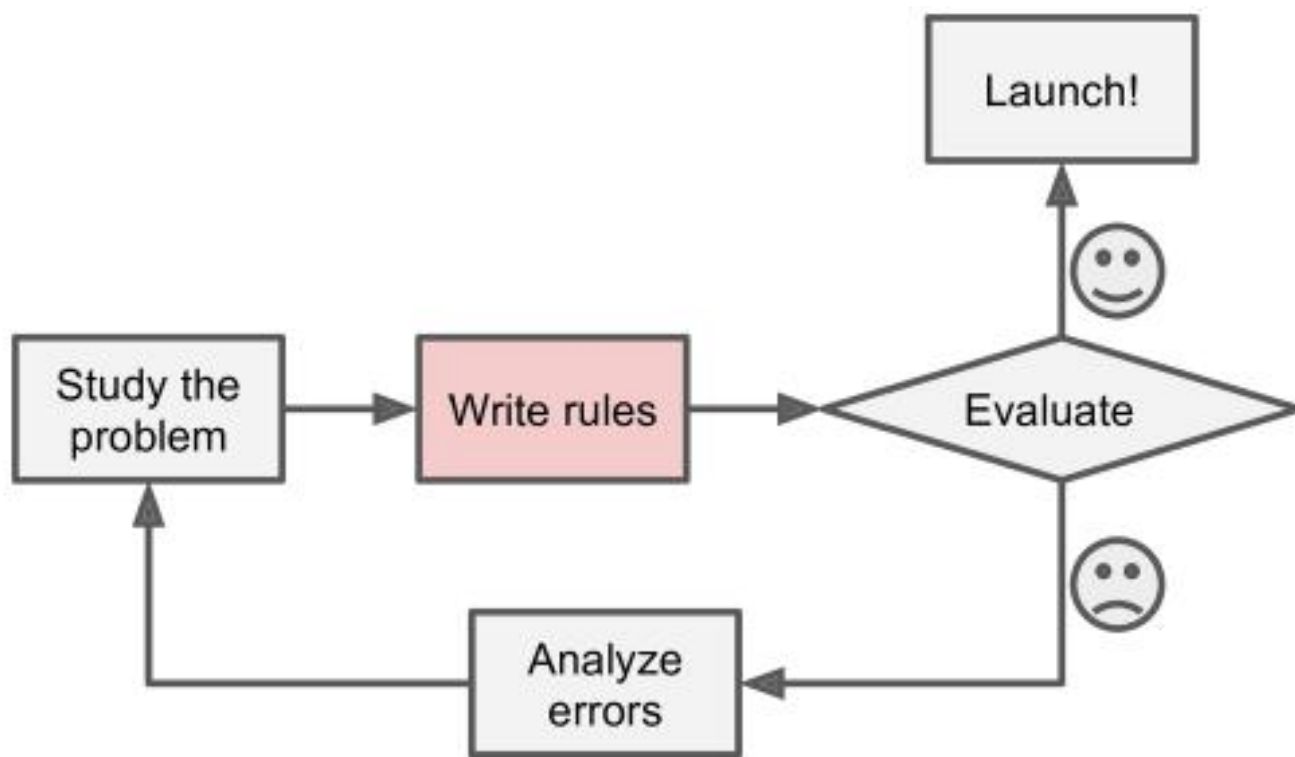 Launch!
Study the
problem
Write rules
Evaluate
Analyze
errors